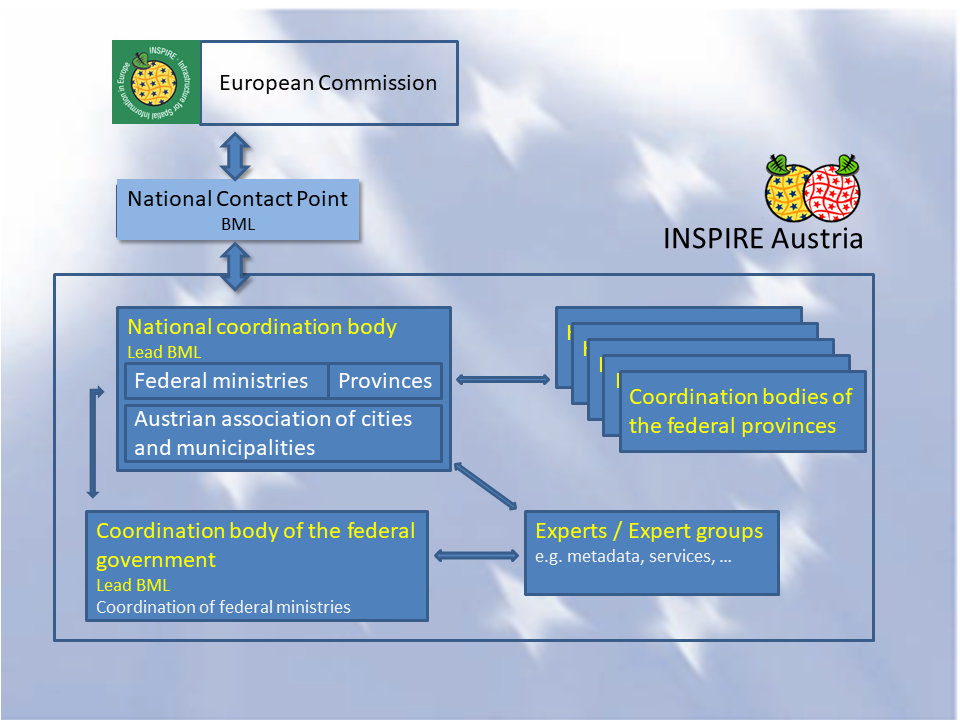 INSPIRE - Infrastructure for Spatial Information in Europe
European Commission
National Contact Point
BML
INSPIRE Austria
National coordination body
Lead BML
Federal ministries
Provinces
Austrian association of cities
and municipalities
Coordination bodies of
the federal provinces
Coordination body of the federal
government
Lead BML
Coordination of federal ministries
Experts / Expert groups
e.g. metadata, services, …